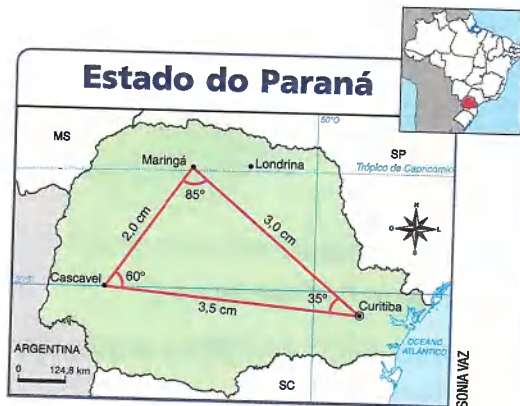 Estado do Paraná
50°O
MS
SP
Maringá
Londrina
Trópico de Capricórnio
85°
2,0 cm
3,0 cm
N
O
L
Cascavel
60°
35°
Curitiba
3,5 cm
OCEANO
ATLÂNTICO
ARGENTINA
0
124,8 km
SC
SONIA VAZ